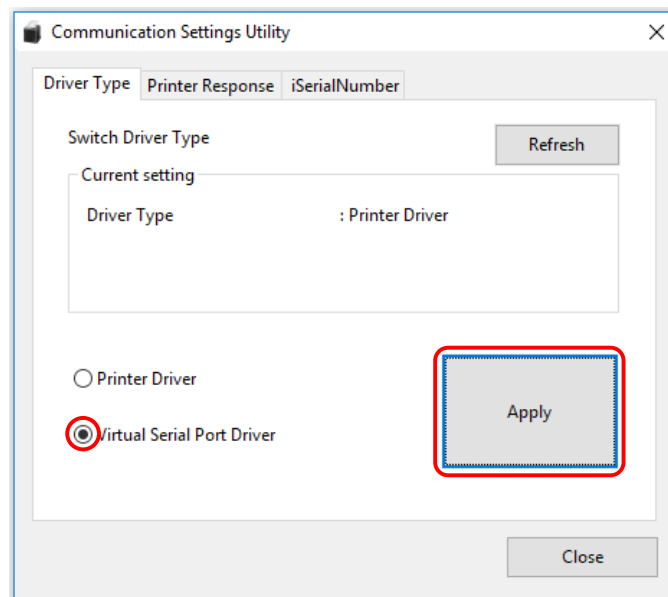 Communication Settings Utility
Driver Type Printer Response iSerialNumber
Switch Driver Type Refresh
Current setting
Driver Type : Printer Driver
Printer Driver
Apply
Virtual Serial Port Driver
Close